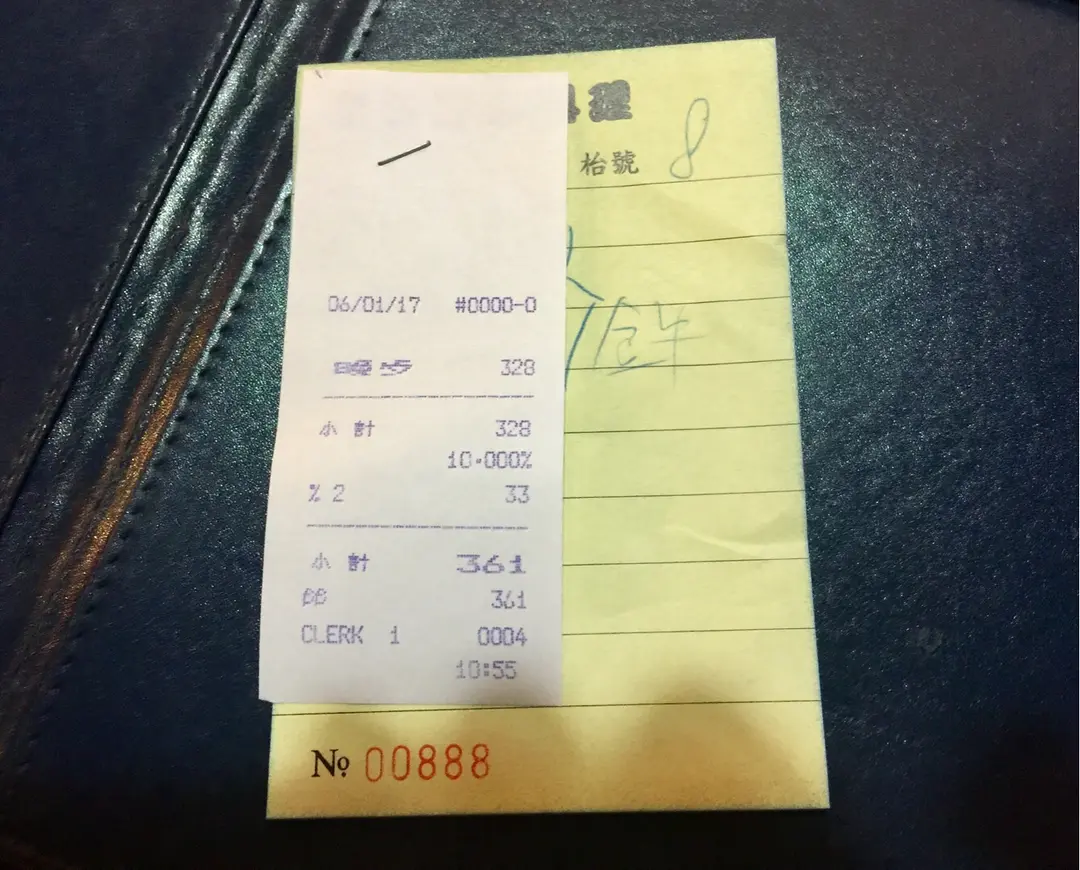 理
枱號 8
06/01/17 #0000-0
328
小計 328
10.000%
% 2 33
小計 361
361
CLERK 1 0004
10:55
No 00888